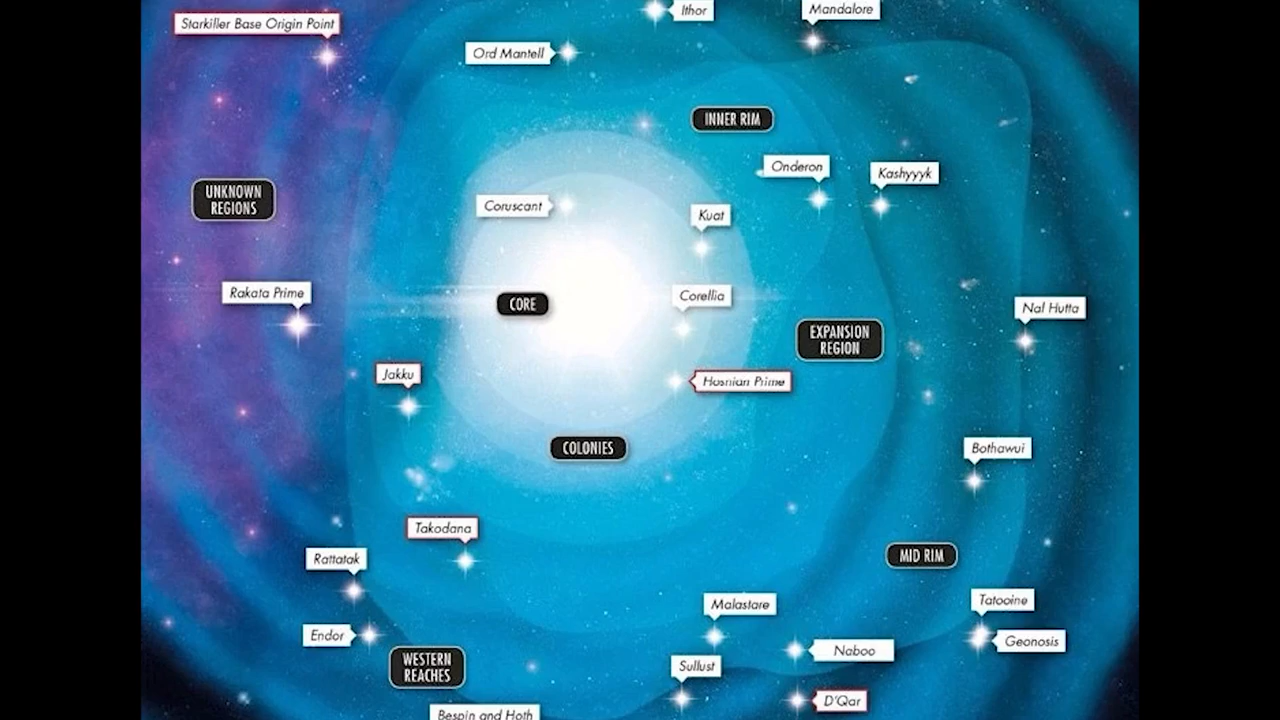 Ithor
Mandalore
Starkiller Base Origin Point
Ord Mantell
INNER RIM
Onderon
Kashyyyk
UNKNOWN
REGIONS
Coruscant
Kuat
Rakata Prime
Corellia
CORE
Nal Hutta
EXPANSION
REGION
Jakku
Hosnian Prime
COLONIES
Bothawui
Takodana
Rattatak
MID RIM
Malastare
Tatooine
Endor
Geonosis
Naboo
WESTERN
REACHES
Sullust
D'Qar
Bespin and Hoth